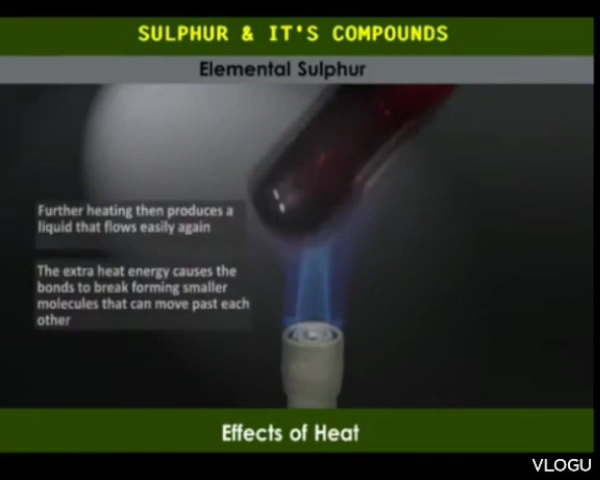 SULPHUR & IT'S COMPOUNDS
Elemental Sulphur
Further heating then produces a
liquid that flows easily again
The extra heat energy causes the
bonds to break forming smaller
molecules that can move past each
other
Effects of Heat
VLOGU